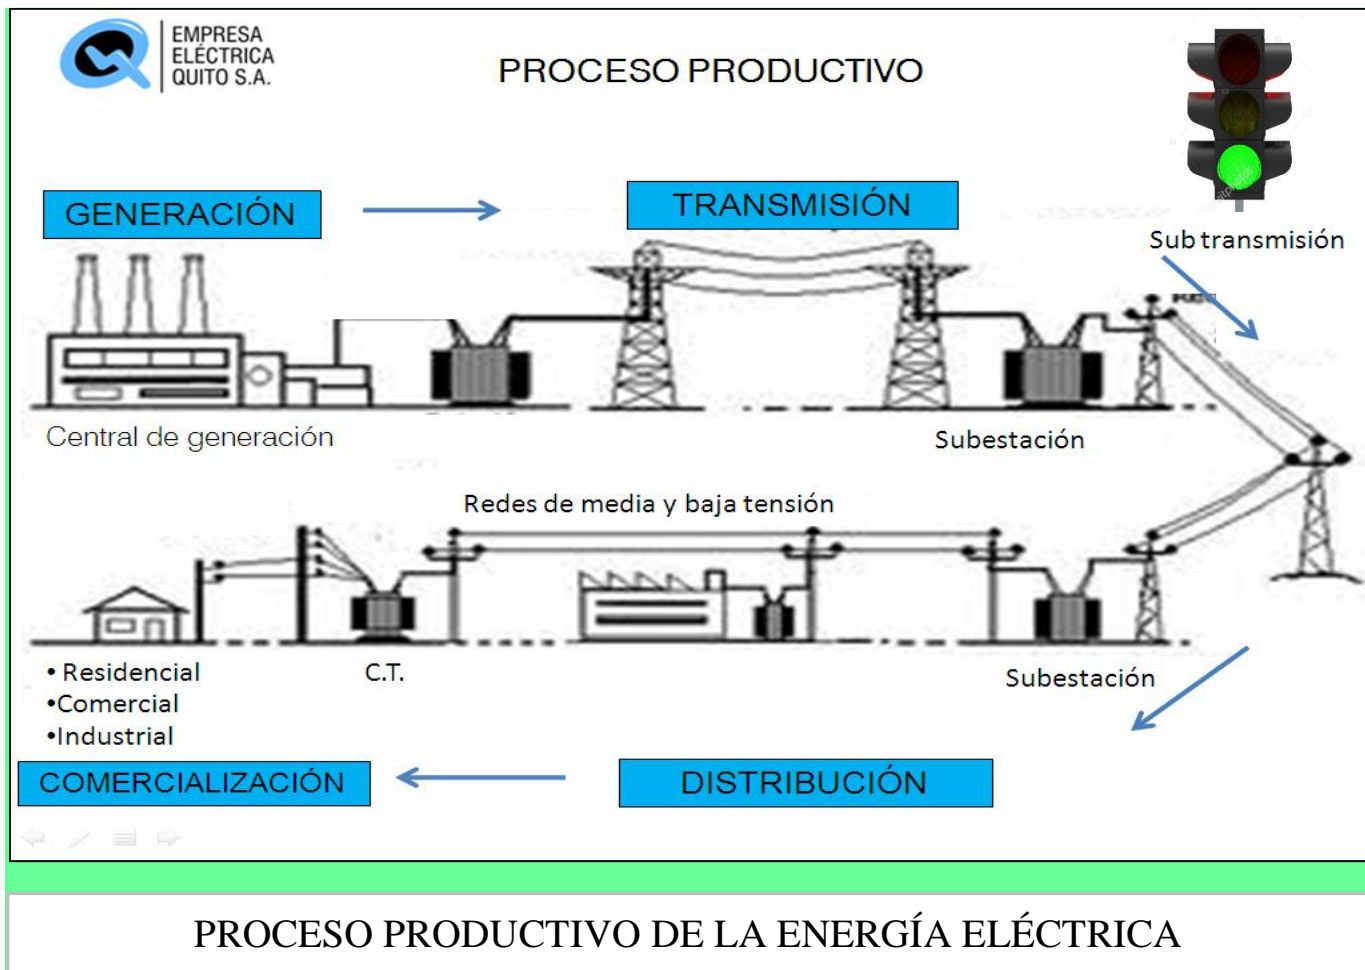 EMPRESA
ELÉCTRICA
QUITO S.A.
PROCESO PRODUCTIVO
GENERACIÓN
TRANSMISIÓN
Sub transmisión
Central de generación
Subestación
Redes de media y baja tensión
• Residencial
•Comercial
•Industrial
C.T.
Subestación
COMERCIALIZACIÓN
DISTRIBUCIÓN
PROCESO PRODUCTIVO DE LA ENERGÍA ELÉCTRICA